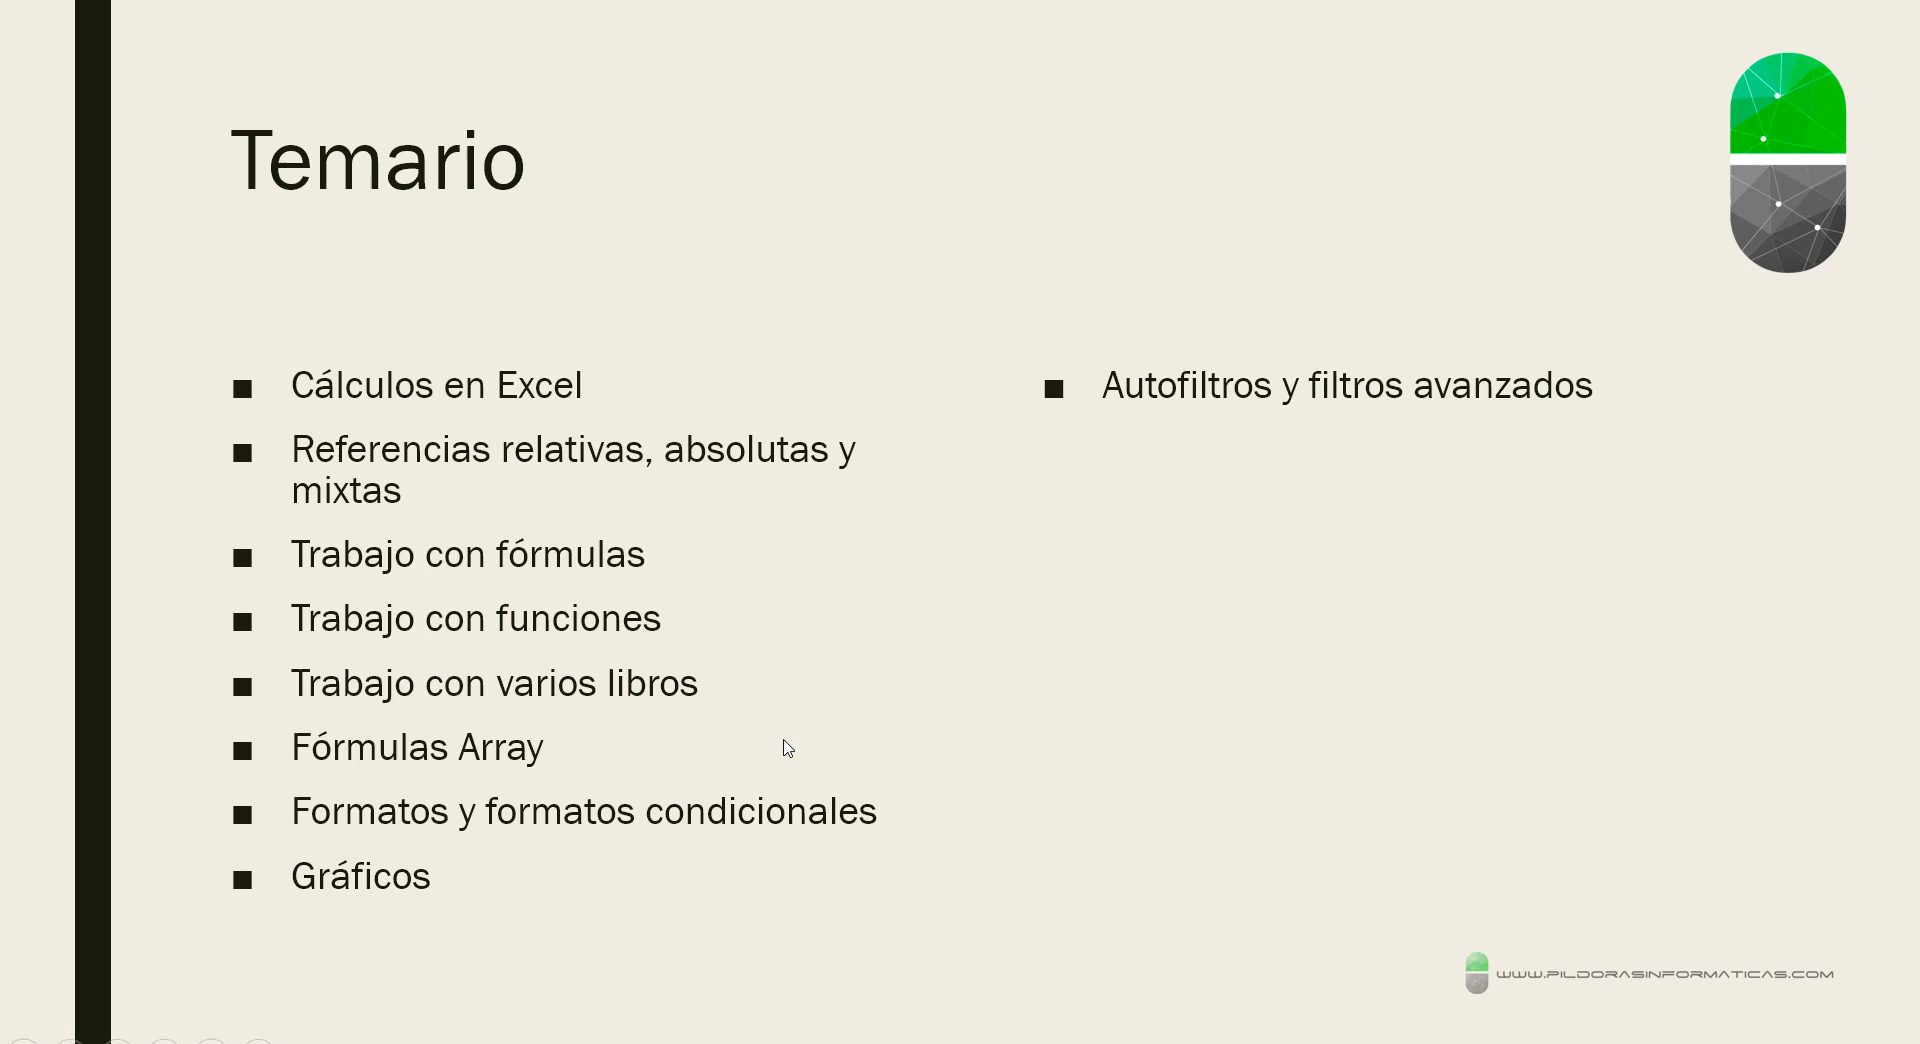 Temario
Cálculos en Excel
Referencias relativas, absolutas y
mixtas
Trabajo con fórmulas
Trabajo con funciones
Trabajo con varios libros
Fórmulas Array
Formatos y formatos condicionales
Gráficos
Autofiltros y filtros avanzados
WWW.PILDORASINFORMATICAS.COM